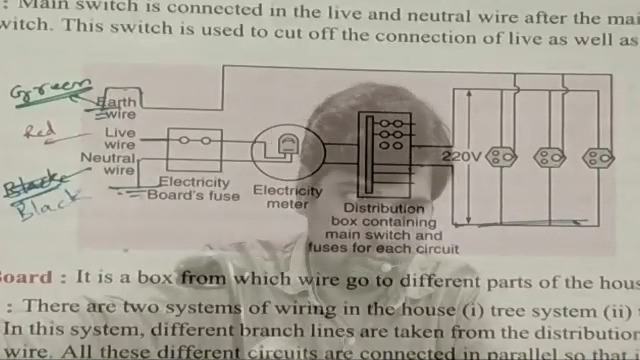 : Main switch is connected in the live and neutral wire after the mai
witch. This switch is used to cut off the connection of live as well as
Green
Earth
wire
Red
Live
wire
Neutral
wire
Black
Black
220V
Electricity
Board's fuse
Electricity
meter
Distribution
box containing
main switch and
fuses for each circuit
Board : It is a box from which wire go to different parts of the hous
: There are two systems of wiring in the house (i) tree system (ii)
In this system, different branch lines are taken from the distribution
wire. All these different circuits are connected in parallel so that